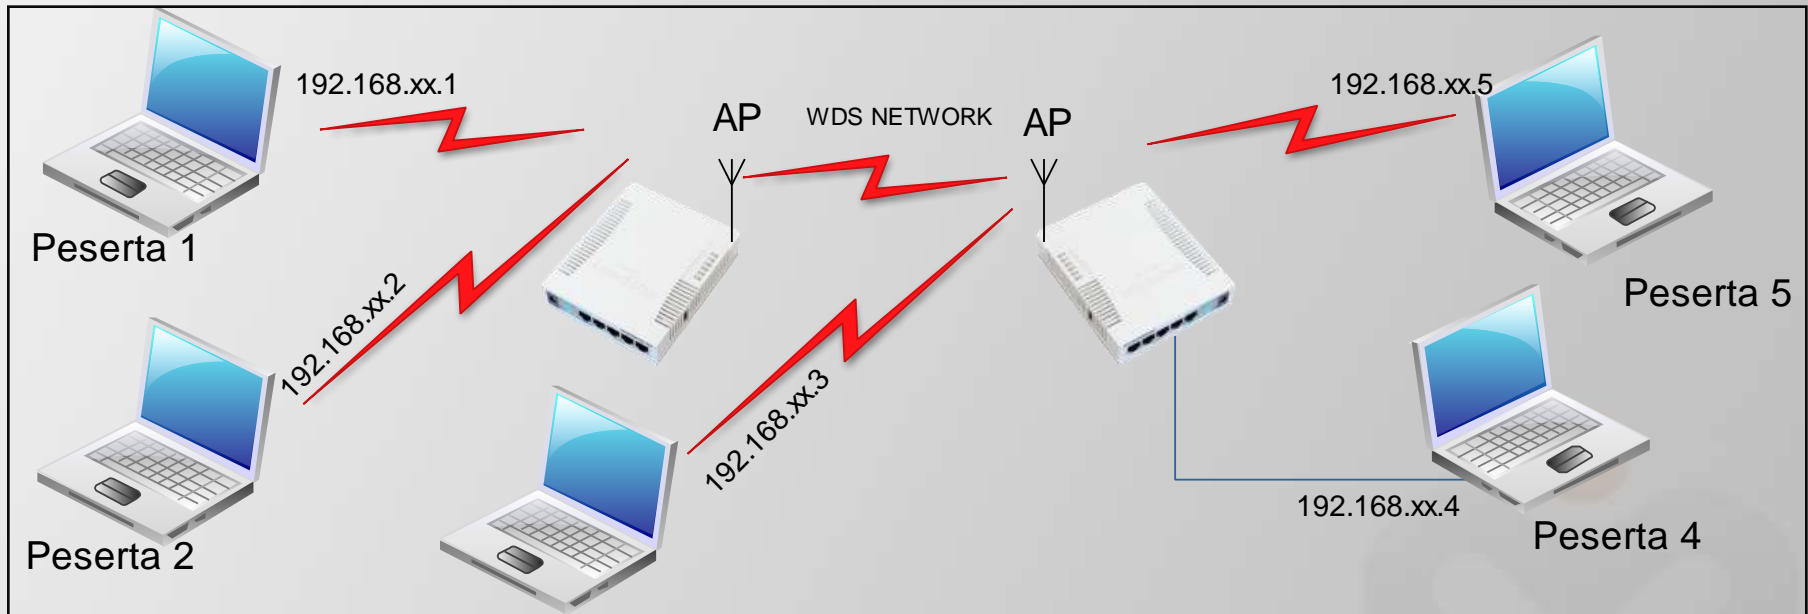 192.168.xx.1
AP
WDS NETWORK
AP
192.168.xx.5
Peserta 1
192.168.xx.2
Peserta 5
192.168.xx.3
192.168.xx.4
Peserta 2
Peserta 4